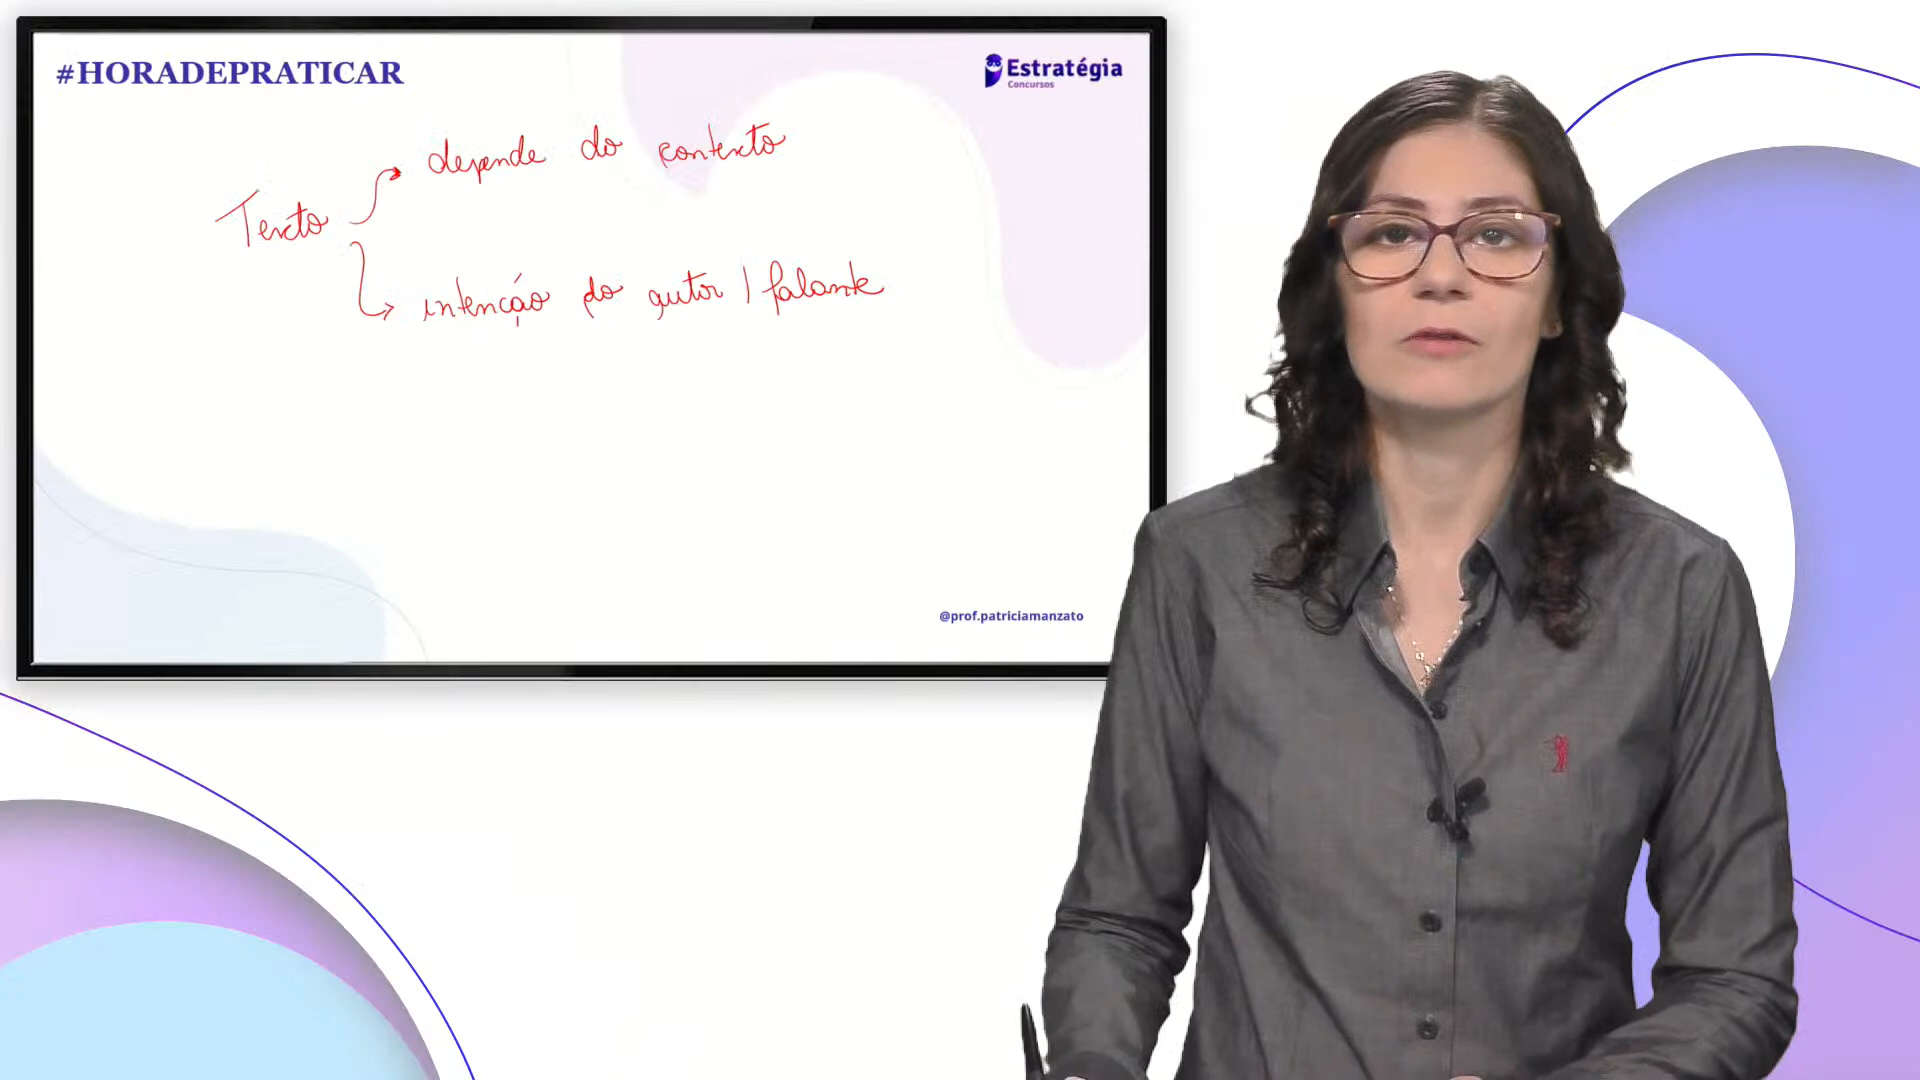 #HORADEPRATICAR
Estratégia
Concursos
depende do contexto
Texto
intenção do autor / falante
@prof.patriciamanzato